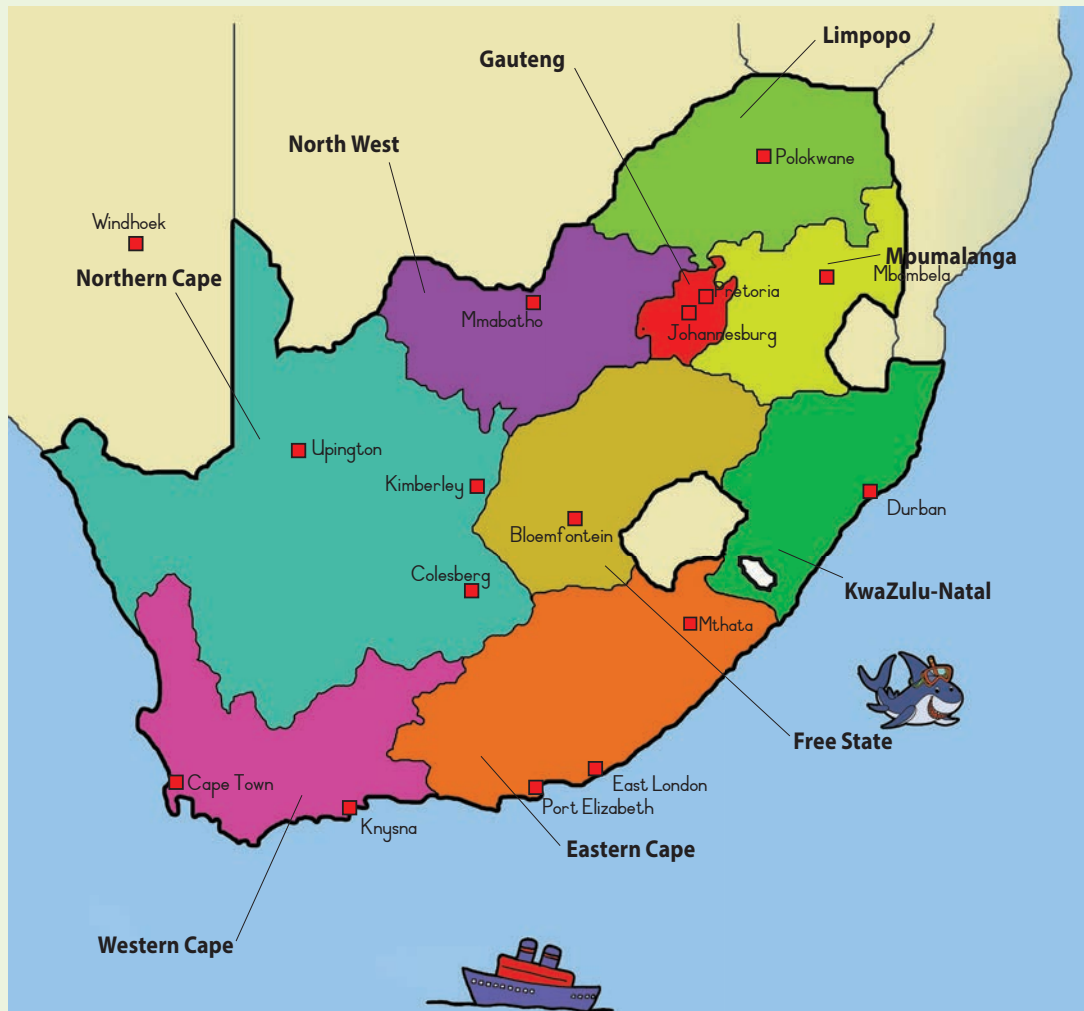 Limpopo
Gauteng
North West
Polokwane
Windhoek
Northern Cape
Mpumalanga
Mbombela
Pretoria
Mmabatho
Johannesburg
Upington
Kimberley
Durban
Bloemfontein
Colesberg
KwaZulu-Natal
Mthata
Free State
Cape Town
East London
Port Elizabeth
Knysna
Eastern Cape
Western Cape